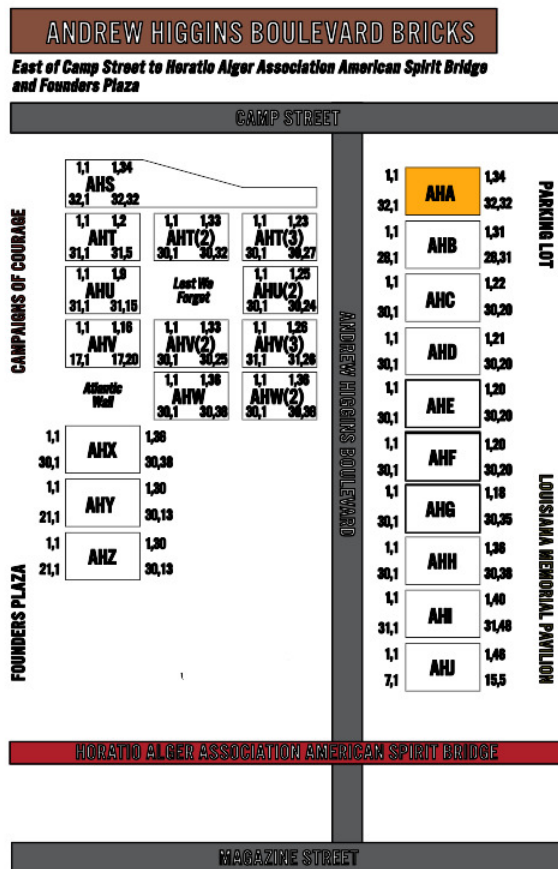 ANDREW HIGGINS BOULEVARD BRICKS
East of Camp Street to Horatio Alger Association American Spirit Bridge
and Founders Plaza
CAMP STREET
CAMPAIGNS OF COURAGE
FOUNDERS PLAZA
1,1 1,34
AHS
32,1 32,32
1,1 1,2
AHT
31,1 31,5
1,1 1,33
AHT(2)
30,1 30,32
1,1 1,23
AHT(3)
30,1 30,27
1,1 1,9
AHU
31,1 31,15
Lest We
Forget
1,1 1,25
AHU(2)
30,1 30,24
1,1 1,16
AHV
17,1 17,20
1,1 1,33
AHV(2)
30,1 30,25
1,1 1,26
AHV(3)
31,1 31,26
Atlantic
Wall
1,1 1,36
AHW
30,1 30,38
1,1 1,36
AHW(2)
30,1 36,38
1,1 1,36
AHX
30,1 30,38
1,1 1,30
AHY
21,1 30,13
1,1 1,30
AHZ
21,1 30,13
ANDREW HIGGINS BOULEVARD
1,1 1,34
AHA
32,1 32,32
1,1 1,31
AHB
28,1 28,31
1,1 1,22
AHC
30,1 30,20
1,1 1,21
AHD
30,1 30,20
1,1 1,20
AHE
30,1 30,20
1,1 1,20
AHF
30,1 30,20
1,1 1,18
AHG
30,1 30,35
1,1 1,36
AHH
30,1 30,38
1,1 1,40
AHI
31,1 31,48
1,1 1,46
AHJ
7,1 15,5
PARKING LOT
LOUISIANA MEMORIAL PAVILION
HORATIO ALGER ASSOCIATION AMERICAN SPIRIT BRIDGE
MAGAZINE STREET